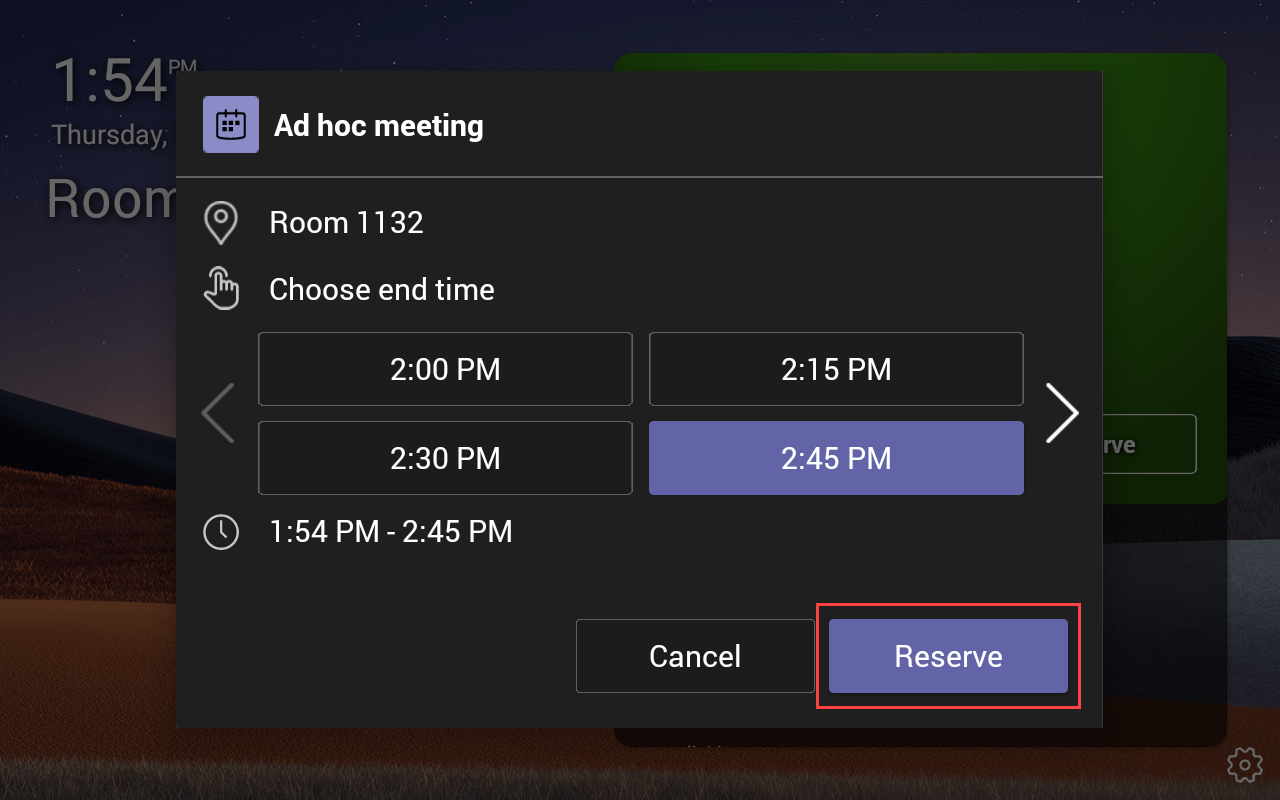 1:54 PM
Thursday,
Room
Ad hoc meeting
Room 1132
Choose end time
2:00 PM
2:15 PM
2:30 PM
2:45 PM
rve
1:54 PM - 2:45 PM
Cancel
Reserve